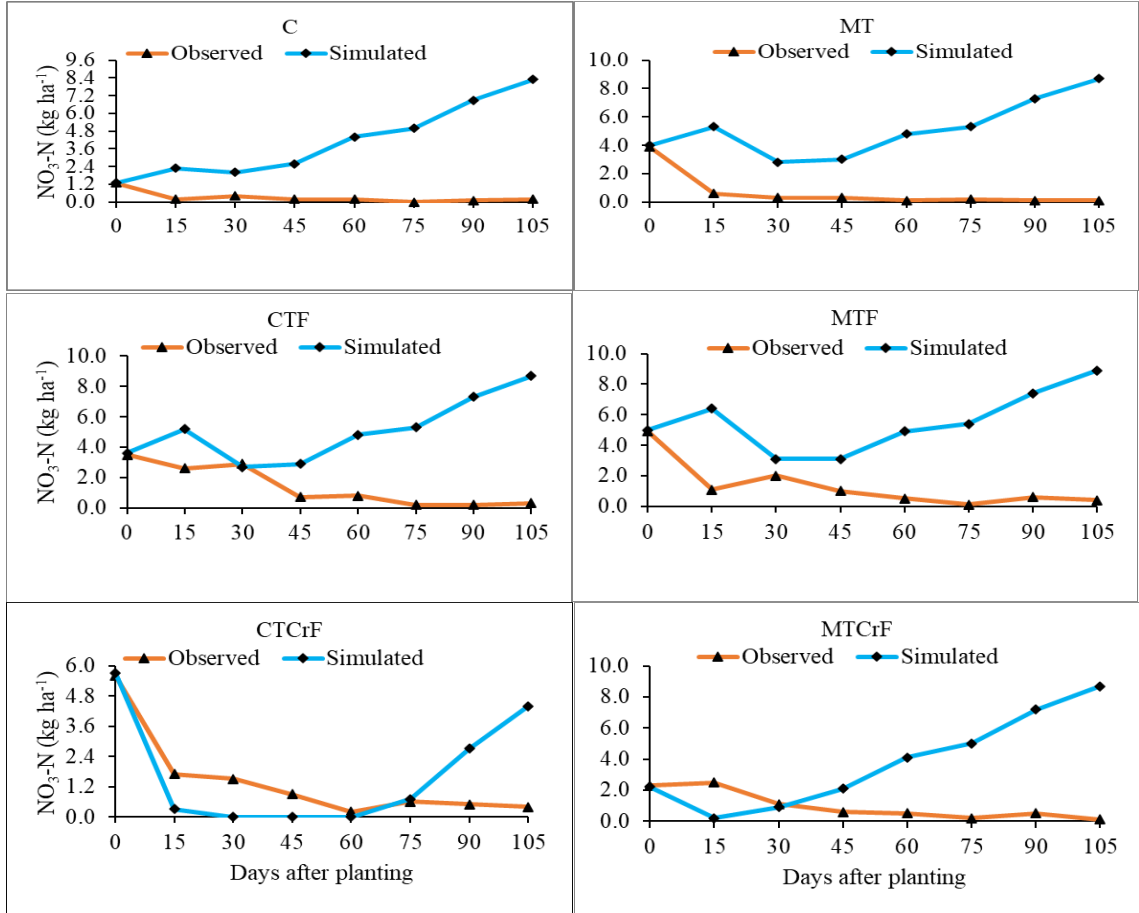 C
Observed Simulated
NO₃-N (kg ha⁻¹)
9.6
8.4
7.2
6.0
4.8
3.6
2.4
1.2
0.0
0 15 30 45 60 75 90 105
MT
Observed Simulated
10.0
8.0
6.0
4.0
2.0
0.0
0 15 30 45 60 75 90 105
CTF
Observed Simulated
NO₃-N (kg ha⁻¹)
10.0
8.0
6.0
4.0
2.0
0.0
0 15 30 45 60 75 90 105
MTF
Observed Simulated
10.0
8.0
6.0
4.0
2.0
0.0
0 15 30 45 60 75 90 105
CTCrF
Observed Simulated
NO₃-N (kg ha⁻¹)
6.0
4.8
3.6
2.4
1.2
0.0
0 15 30 45 60 75 90 105
Days after planting
MTCrF
Observed Simulated
10.0
8.0
6.0
4.0
2.0
0.0
0 15 30 45 60 75 90 105
Days after planting